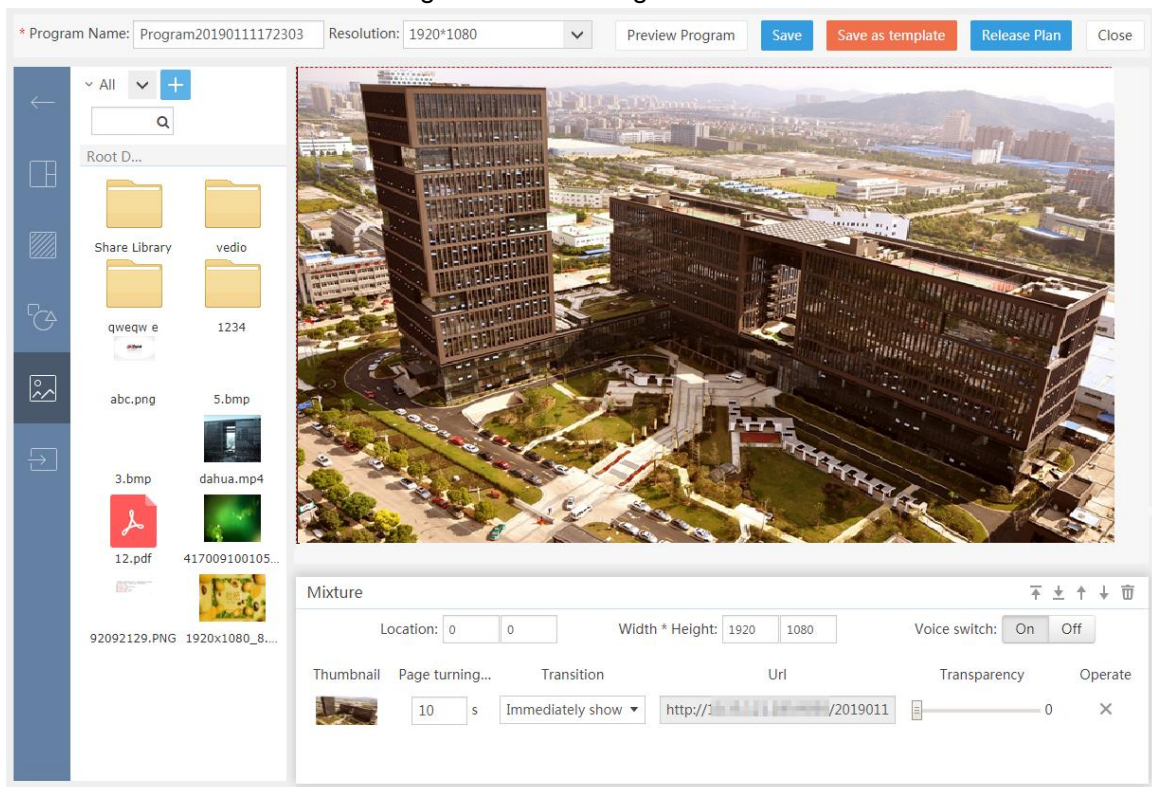 * Program Name: Program20190111172303 Resolution: 1920*1080 Preview Program Save Save as template Release Plan Close
All
Root D...
Share Library vedio
qweqw e 1234
abc.png 5.bmp
3.bmp dahua.mp4
12.pdf 417009100105...
92092129.PNG 1920x1080_8....
Mixture
Location: 0 0 Width * Height: 1920 1080 Voice switch: On Off
Thumbnail Page turning... Transition Url Transparency Operate
10 s Immediately show http://1 /2019011 0